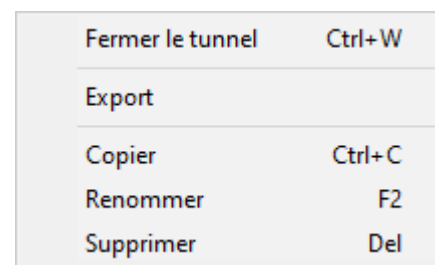 Fermer le tunnel Ctrl+W
Export
Copier Ctrl+C
Renommer F2
Supprimer Del